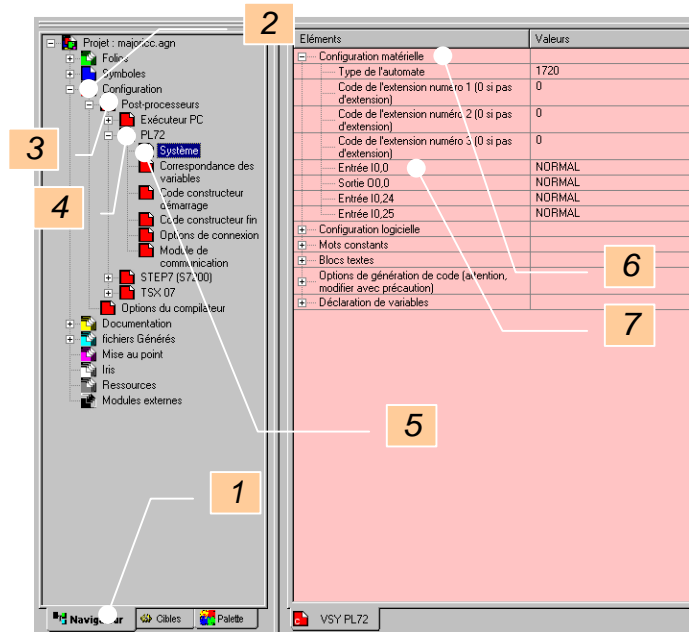 2
Projet : majoricc.agn
Folios
Symboles
Configuration
Post-processeurs
Exécuteur PC
PL72
Système
Correspondance des
variables
Code constructeur
démarrage
Code constructeur fin
Options de connexion
Module de
communication
STEP7 (S7200)
TSX 07
Options du compilateur
Documentation
fichiers Générés
Mise au point
Iris
Ressources
Modules externes
3
4
5
1
Cibles
Palette
Eléments Valeurs
Configuration matérielle
Type de l'automate 1720
Code de l'extension numéro 1 (0 si pas 0
d'extension)
Code de l'extension numéro 2 (0 si pas 0
d'extension)
Code de l'extension numéro 3 (0 si pas 0
d'extension)
Entrée I0,0 NORMAL
Sortie O0,0 NORMAL
Entrée I0,24 NORMAL
Entrée I0,25 NORMAL
Configuration logicielle
Mots constants
Blocs textes
Options de génération de code (attention,
modifier avec précaution)
Déclaration de variables
6
7
VSY PL72